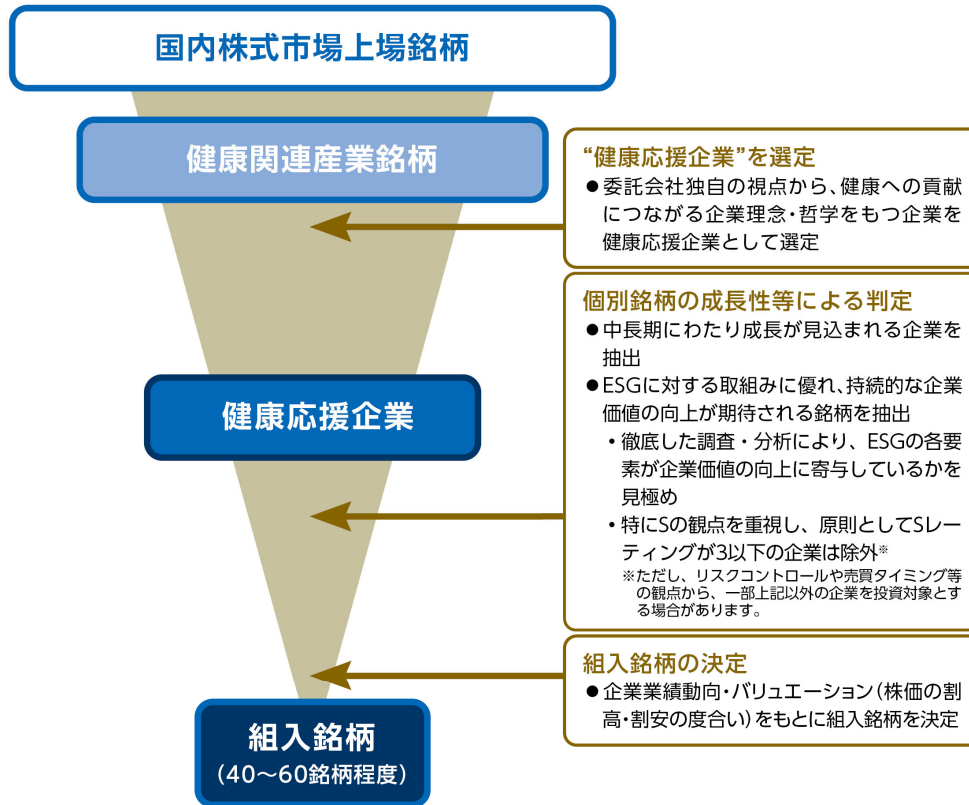 国内株式市場上場銘柄
健康関連産業銘柄
“健康応援企業”を選定
●委託会社独自の視点から、健康への貢献
につながる企業理念・哲学をもつ企業を
健康応援企業として選定
個別銘柄の成長性等による判定
●中長期にわたり成長が見込まれる企業を
抽出
●ESGに対する取組みに優れ、持続的な企業
価値の向上が期待される銘柄を抽出
・徹底した調査・分析により、ESGの各要
素が企業価値の向上に寄与しているかを
見極め
・特にSの観点を重視し、原則としてSレー
ティングが3以下の企業は除外※
※ただし、リスクコントロールや売買タイミング等
の観点から、一部上記以外の企業を投資対象とす
る場合があります。
健康応援企業
組入銘柄の決定
●企業業績動向・バリュエーション（株価の割
高・割安の度合い）をもとに組入銘柄を決定
組入銘柄
（40～60銘柄程度）